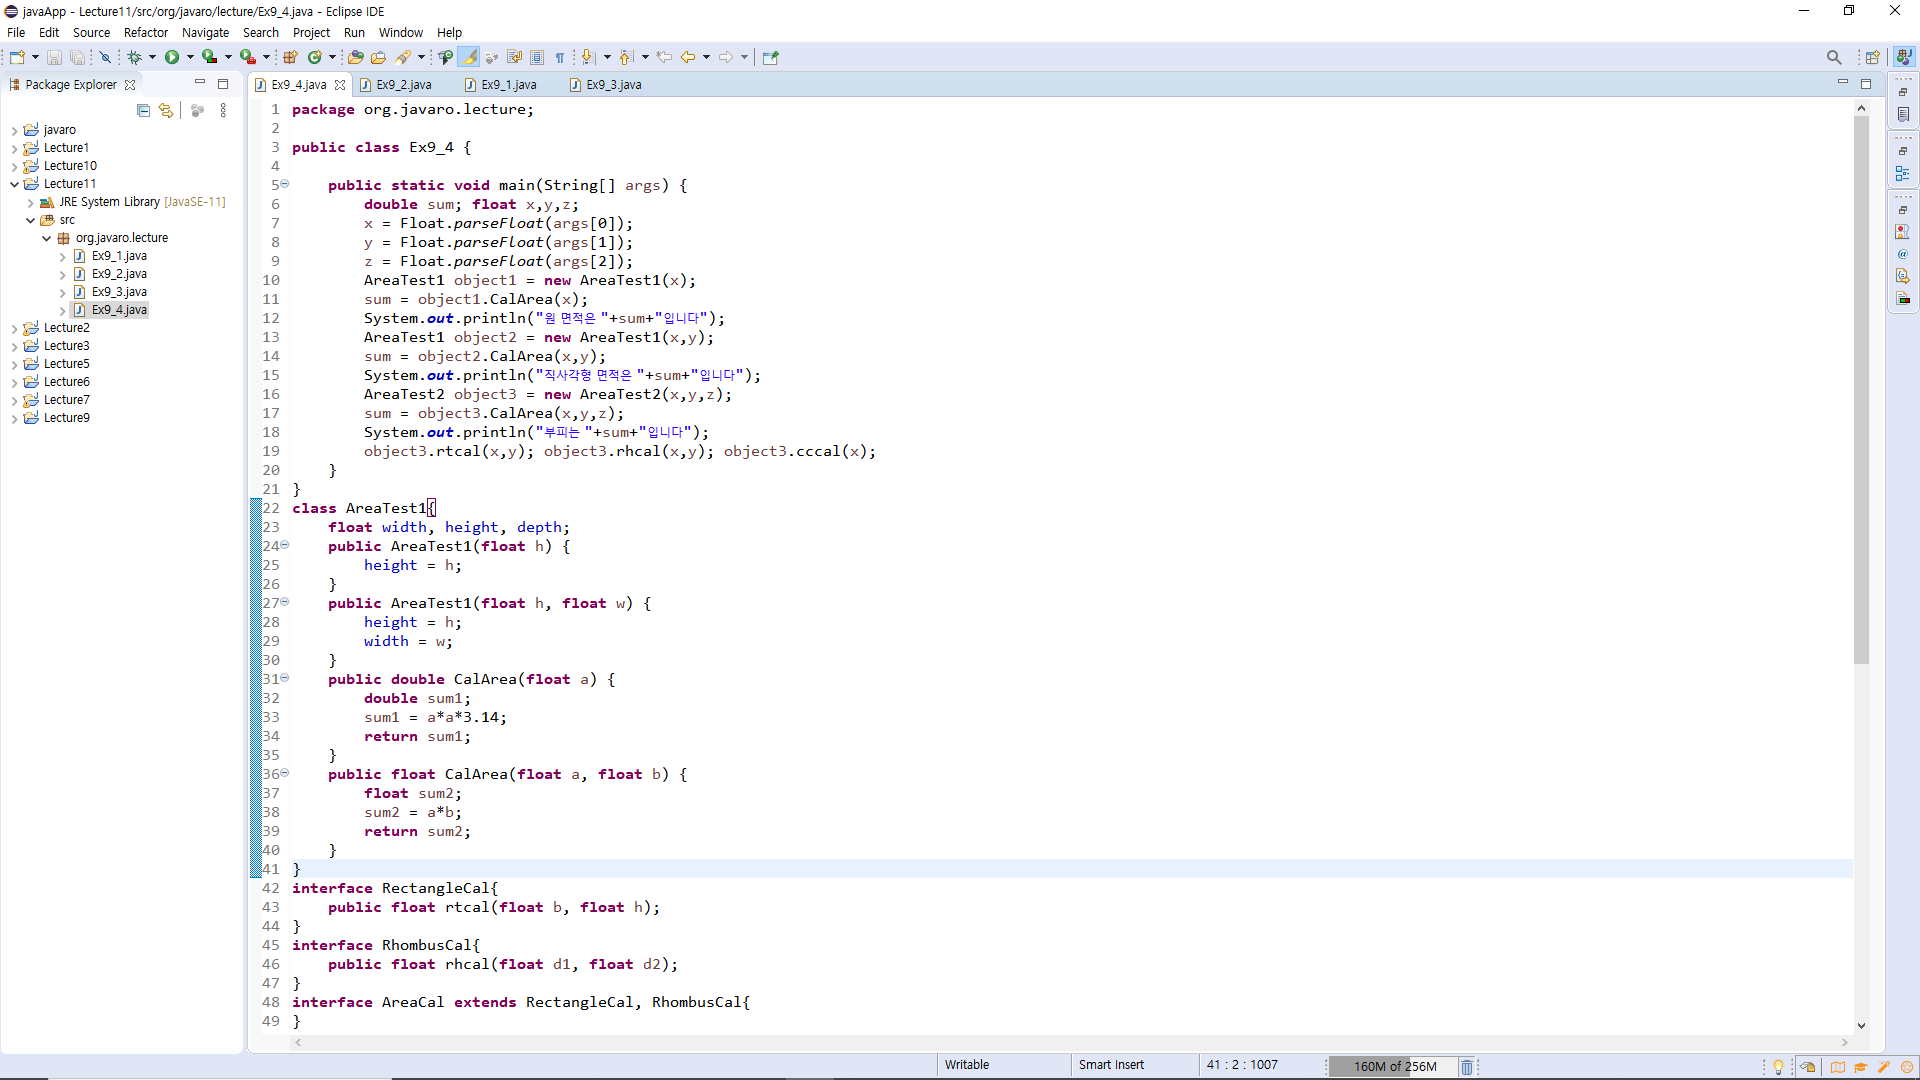 javaApp - Lecture11/src/org/javaro/lecture/Ex9_4.java - Eclipse IDE
File Edit Source Refactor Navigate Search Project Run Window Help
Package Explorer
Ex9_4.java Ex9_2.java Ex9_1.java Ex9_3.java
javaro
Lecture1
Lecture10
Lecture11
JRE System Library [JavaSE-11]
src
org.javaro.lecture
Ex9_1.java
Ex9_2.java
Ex9_3.java
Ex9_4.java
Lecture2
Lecture3
Lecture5
Lecture6
Lecture7
Lecture9
1 package org.javaro.lecture;
2
3 public class Ex9_4 {
4
5 public static void main(String[] args) {
6 double sum; float x,y,z;
7 x = Float.parseFloat(args[0]);
8 y = Float.parseFloat(args[1]);
9 z = Float.parseFloat(args[2]);
10 AreaTest1 object1 = new AreaTest1(x);
11 sum = object1.CalArea(x);
12 System.out.println("원 면적은 "+sum+"입니다");
13 AreaTest1 object2 = new AreaTest1(x,y);
14 sum = object2.CalArea(x,y);
15 System.out.println("직사각형 면적은 "+sum+"입니다");
16 AreaTest2 object3 = new AreaTest2(x,y,z);
17 sum = object3.CalArea(x,y,z);
18 System.out.println("부피는 "+sum+"입니다");
19 object3.rtcal(x,y); object3.rhcal(x,y); object3.cccal(x);
20 }
21 }
22 class AreaTest1{
23 float width, height, depth;
24 public AreaTest1(float h) {
25 height = h;
26 }
27 public AreaTest1(float h, float w) {
28 height = h;
29 width = w;
30 }
31 public double CalArea(float a) {
32 double sum1;
33 sum1 = a*a*3.14;
34 return sum1;
35 }
36 public float CalArea(float a, float b) {
37 float sum2;
38 sum2 = a*b;
39 return sum2;
40 }
41 }
42 interface RectangleCal{
43 public float rtcal(float b, float h);
44 }
45 interface RhombusCal{
46 public float rhcal(float d1, float d2);
47 }
48 interface AreaCal extends RectangleCal, RhombusCal{
49 }
Writable Smart Insert 41 : 2 : 1007 160M of 256M